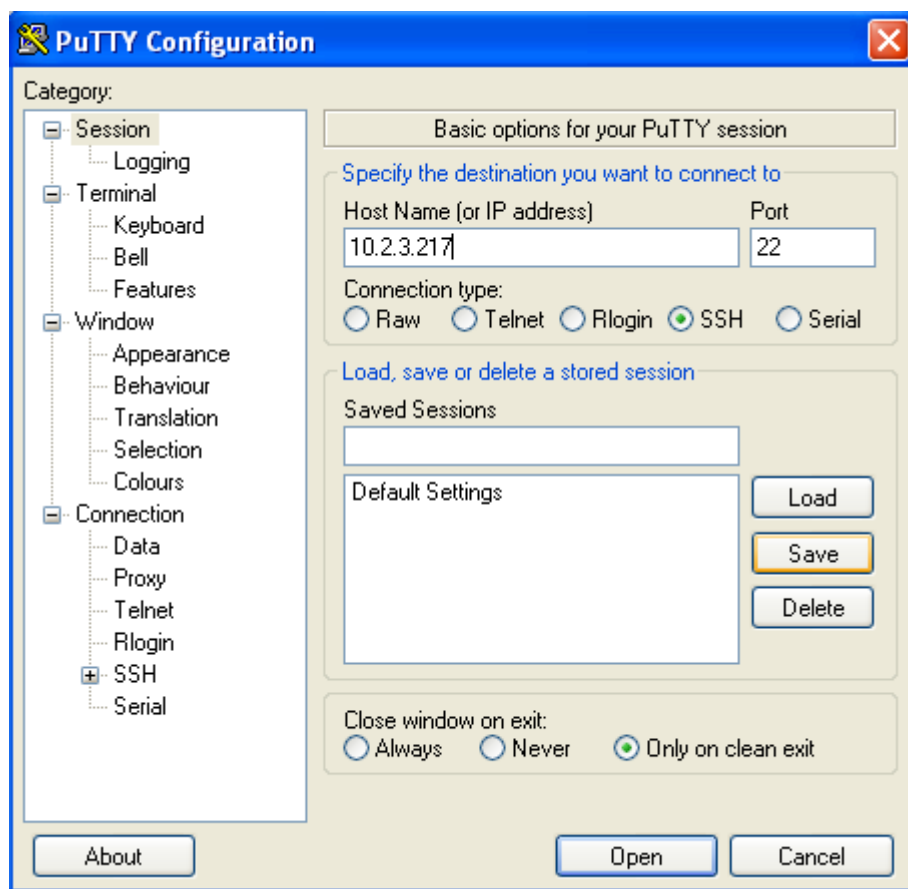 PuTTY Configuration
Category:
Session
Logging
Terminal
Keyboard
Bell
Features
Window
Appearance
Behaviour
Translation
Selection
Colours
Connection
Data
Proxy
Telnet
Rlogin
SSH
Serial
Basic options for your PuTTY session
Specify the destination you want to connect to
Host Name (or IP address) Port
10.2.3.217 22
Connection type:
Raw Telnet Rlogin SSH Serial
Load, save or delete a stored session
Saved Sessions
Default Settings
Load
Save
Delete
Close window on exit:
Always Never Only on clean exit
About Open Cancel